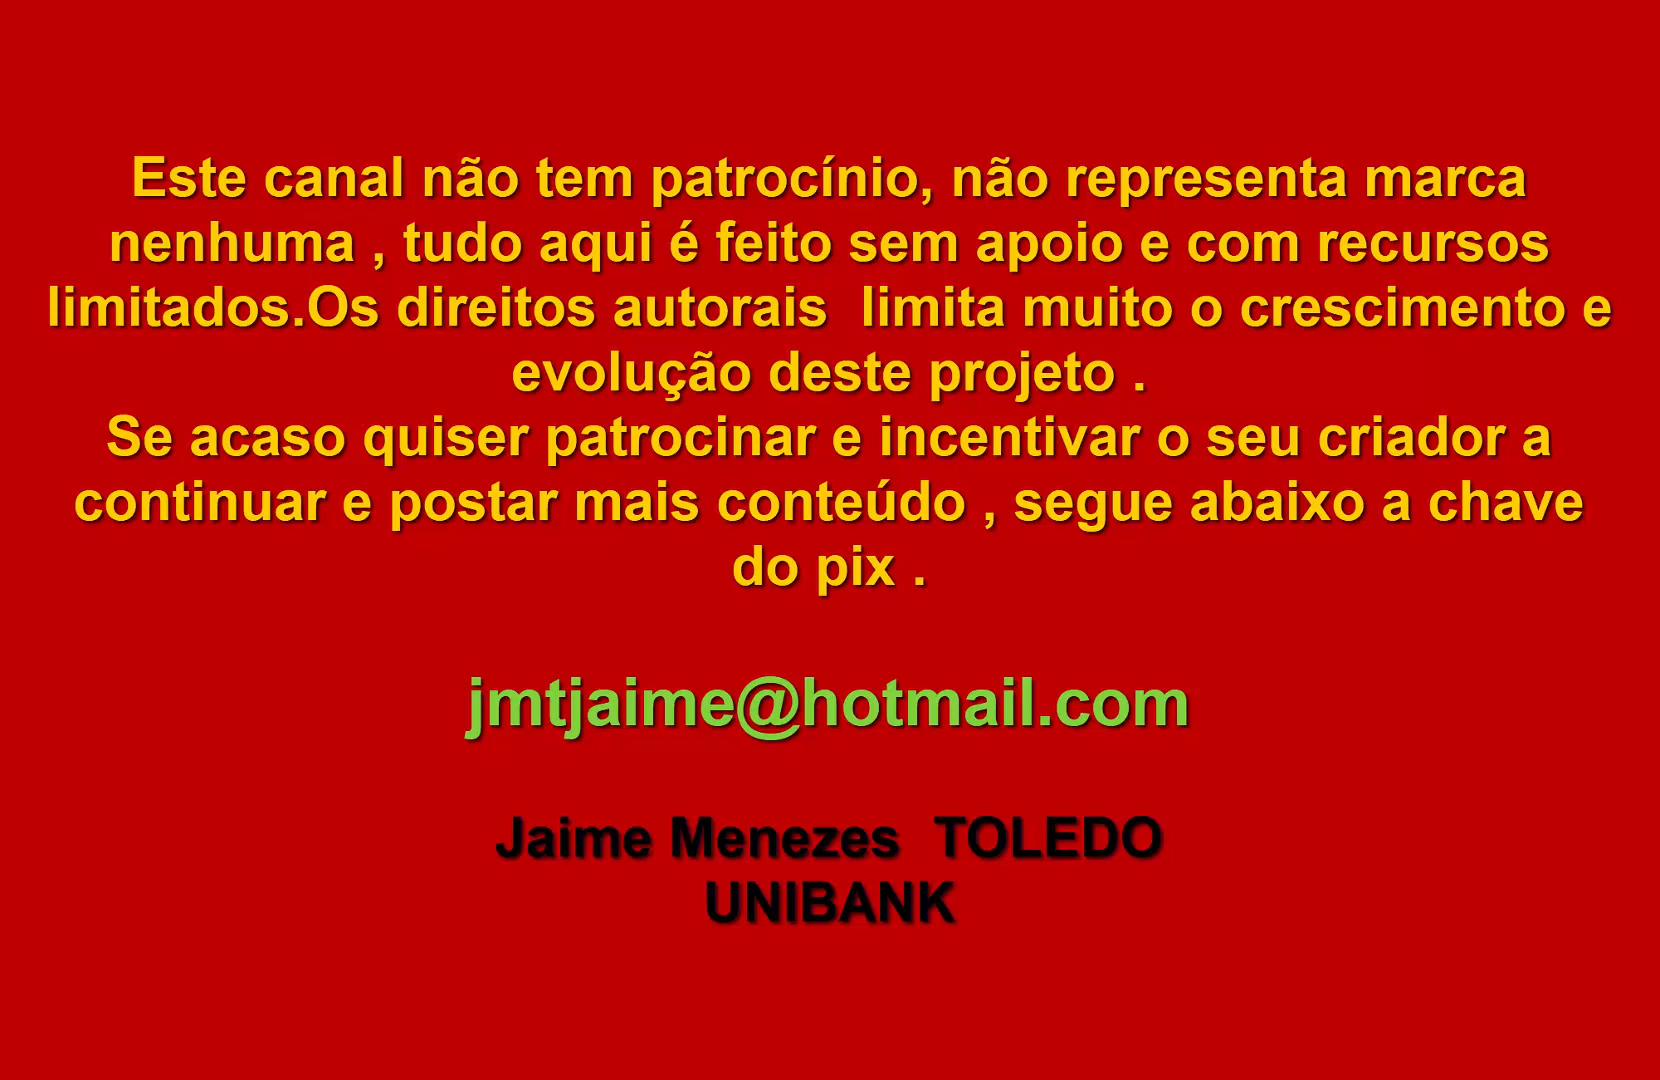 Este canal não tem patrocínio, não representa marca
nenhuma , tudo aqui é feito sem apoio e com recursos
limitados.Os direitos autorais  limita muito o crescimento e
evolução deste projeto .
Se acaso quiser patrocinar e incentivar o seu criador a
continuar e postar mais conteúdo , segue abaixo a chave
do pix .
jmtjaime@hotmail.com
Jaime Menezes  TOLEDO
UNIBANK